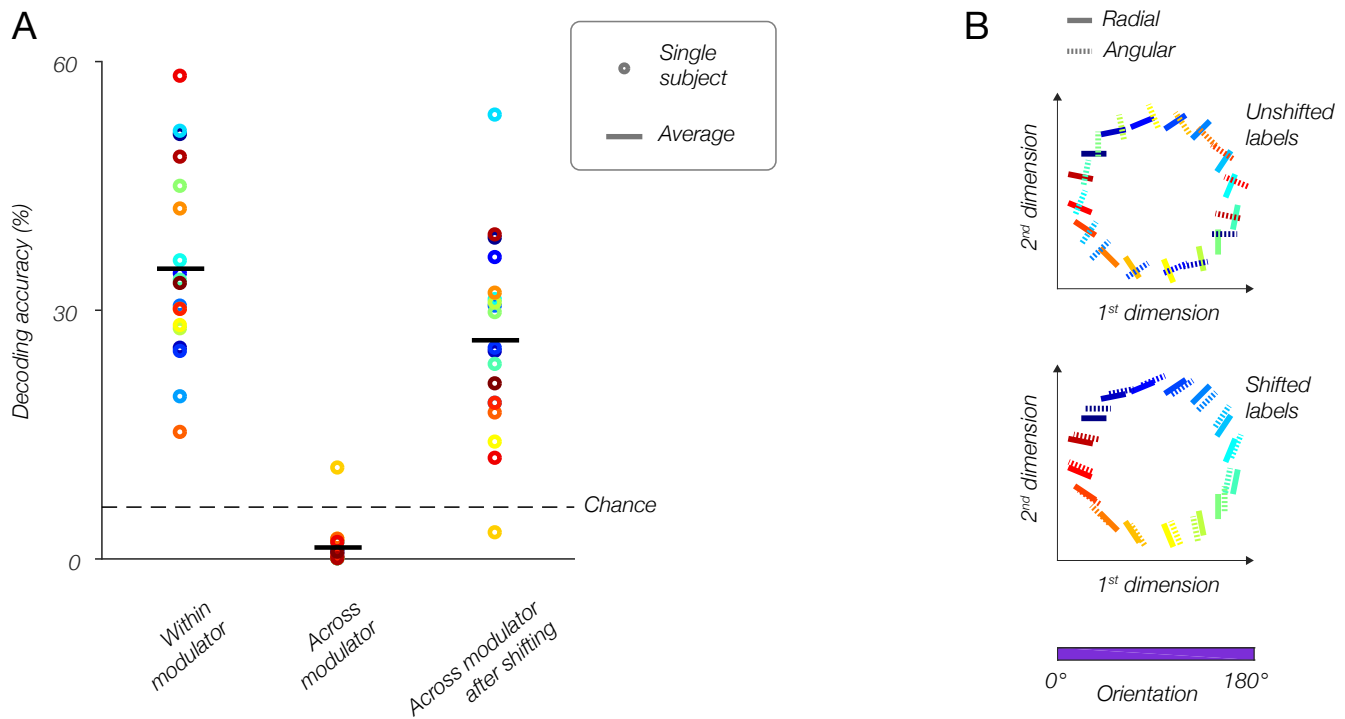 A
60
30
0
Decoding accuracy (%)
Single
subject
Average
Chance
Within
modulator
Across
modulator
Across modulator
after shifting
B
Radial
Angular
Unshifted
labels
2nd dimension
1st dimension
Shifted
labels
2nd dimension
1st dimension
0°
180°
Orientation